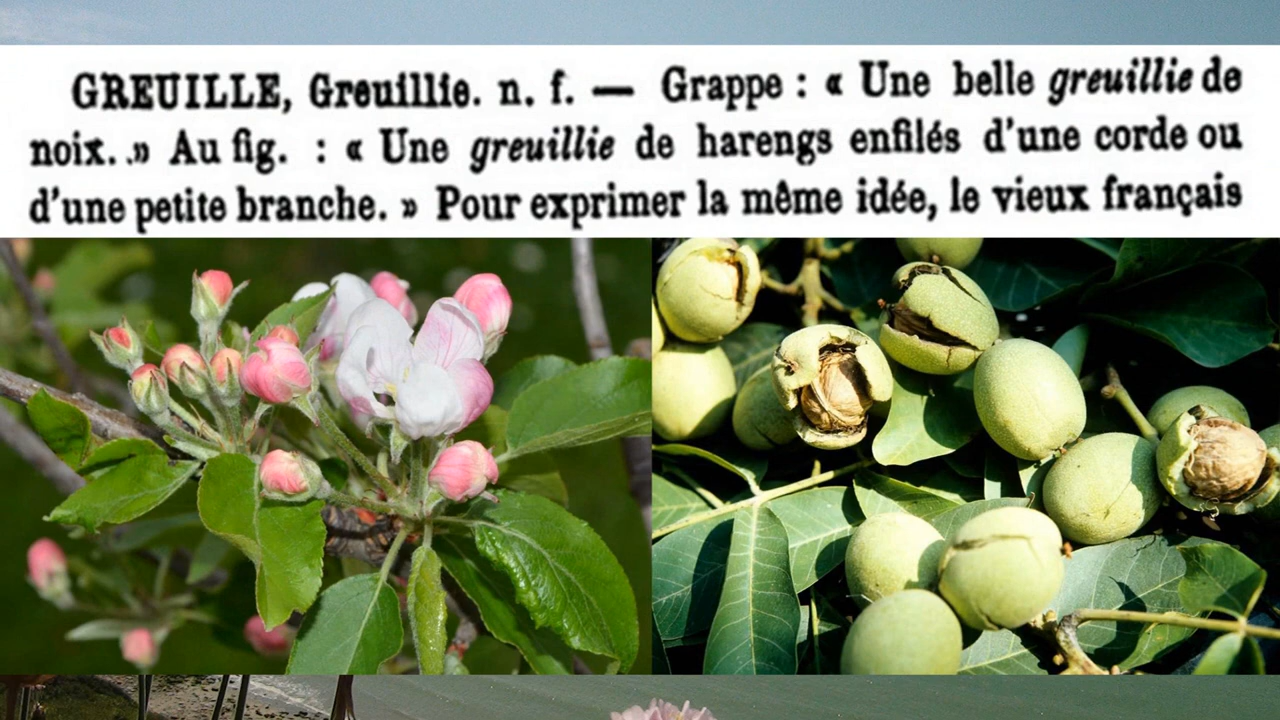 GREUILLE, Greuillie. n. f. — Grappe : « Une belle greuillie de
noix. .» Au fig. : « Une greuillie de harengs enfilés d'une corde ou
d'une petite branche. » Pour exprimer la même idée, le vieux français